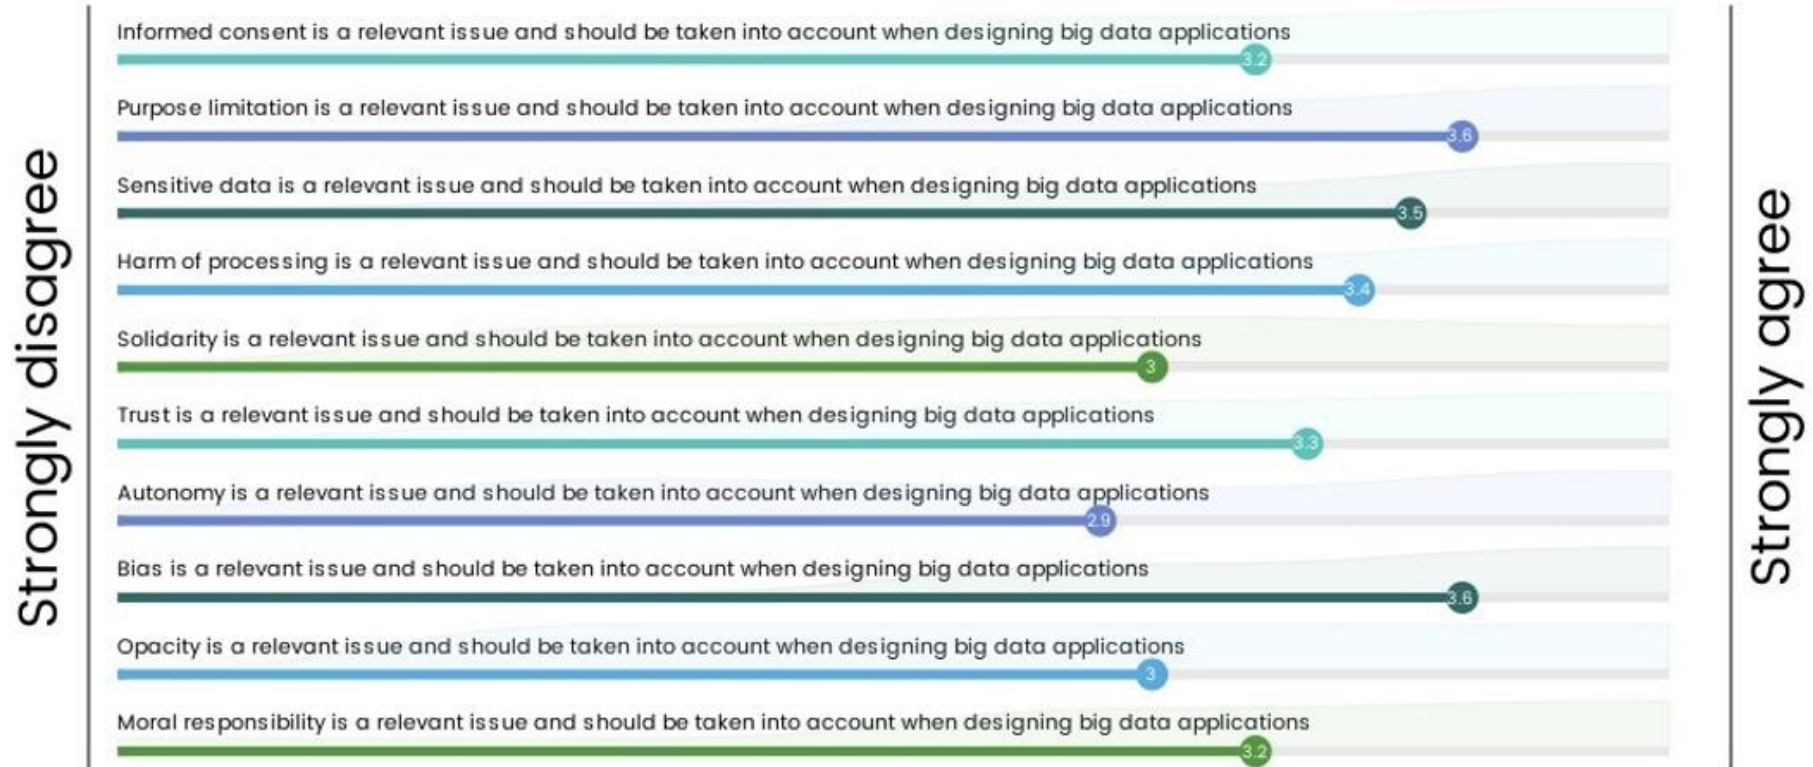 Strongly disagree
Informed consent is a relevant issue and should be taken into account when designing big data applications
3.2
Purpose limitation is a relevant issue and should be taken into account when designing big data applications
3.6
Sensitive data is a relevant issue and should be taken into account when designing big data applications
3.5
Harm of processing is a relevant issue and should be taken into account when designing big data applications
3.4
Solidarity is a relevant issue and should be taken into account when designing big data applications
3
Trust is a relevant issue and should be taken into account when designing big data applications
3.3
Autonomy is a relevant issue and should be taken into account when designing big data applications
2.9
Bias is a relevant issue and should be taken into account when designing big data applications
3.6
Opacity is a relevant issue and should be taken into account when designing big data applications
3
Moral responsibility is a relevant issue and should be taken into account when designing big data applications
3.2
Strongly agree